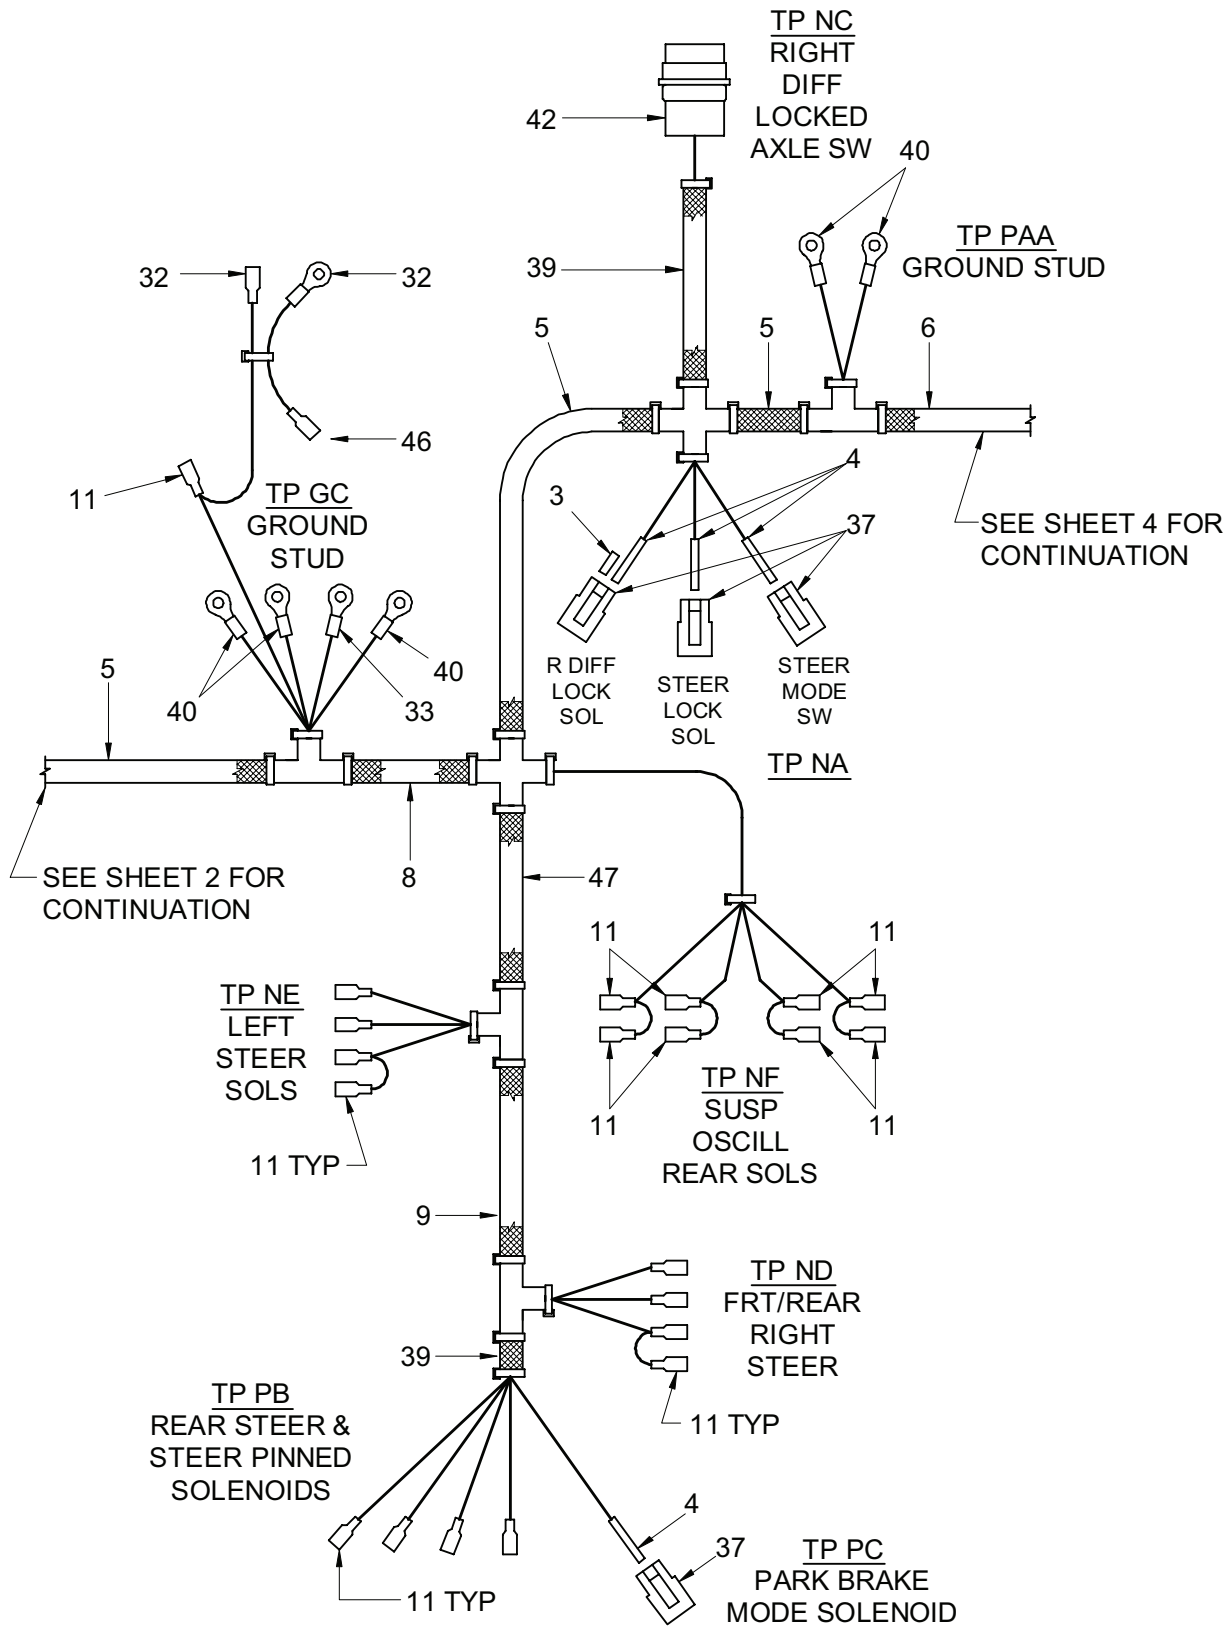 TP NC
RIGHT
DIFF
LOCKED
AXLE SW
42
40
TP PAA
GROUND STUD
39
32
32
5
5
6
46
11
TP GC
GROUND
STUD
3
4
37
SEE SHEET 4 FOR
CONTINUATION
R DIFF
LOCK
SOL
STEER
LOCK
SOL
STEER
MODE
SW
TP NA
5
40
33
40
8
47
SEE SHEET 2 FOR
CONTINUATION
11
11
TP NE
LEFT
STEER
SOLS
11 TYP
TP NF
SUSP
OSCILL
REAR SOLS
11
11
9
TP ND
FRT/REAR
RIGHT
STEER
11 TYP
39
TP PB
REAR STEER &
STEER PINNED
SOLENOIDS
11 TYP
4
37
TP PC
PARK BRAKE
MODE SOLENOID